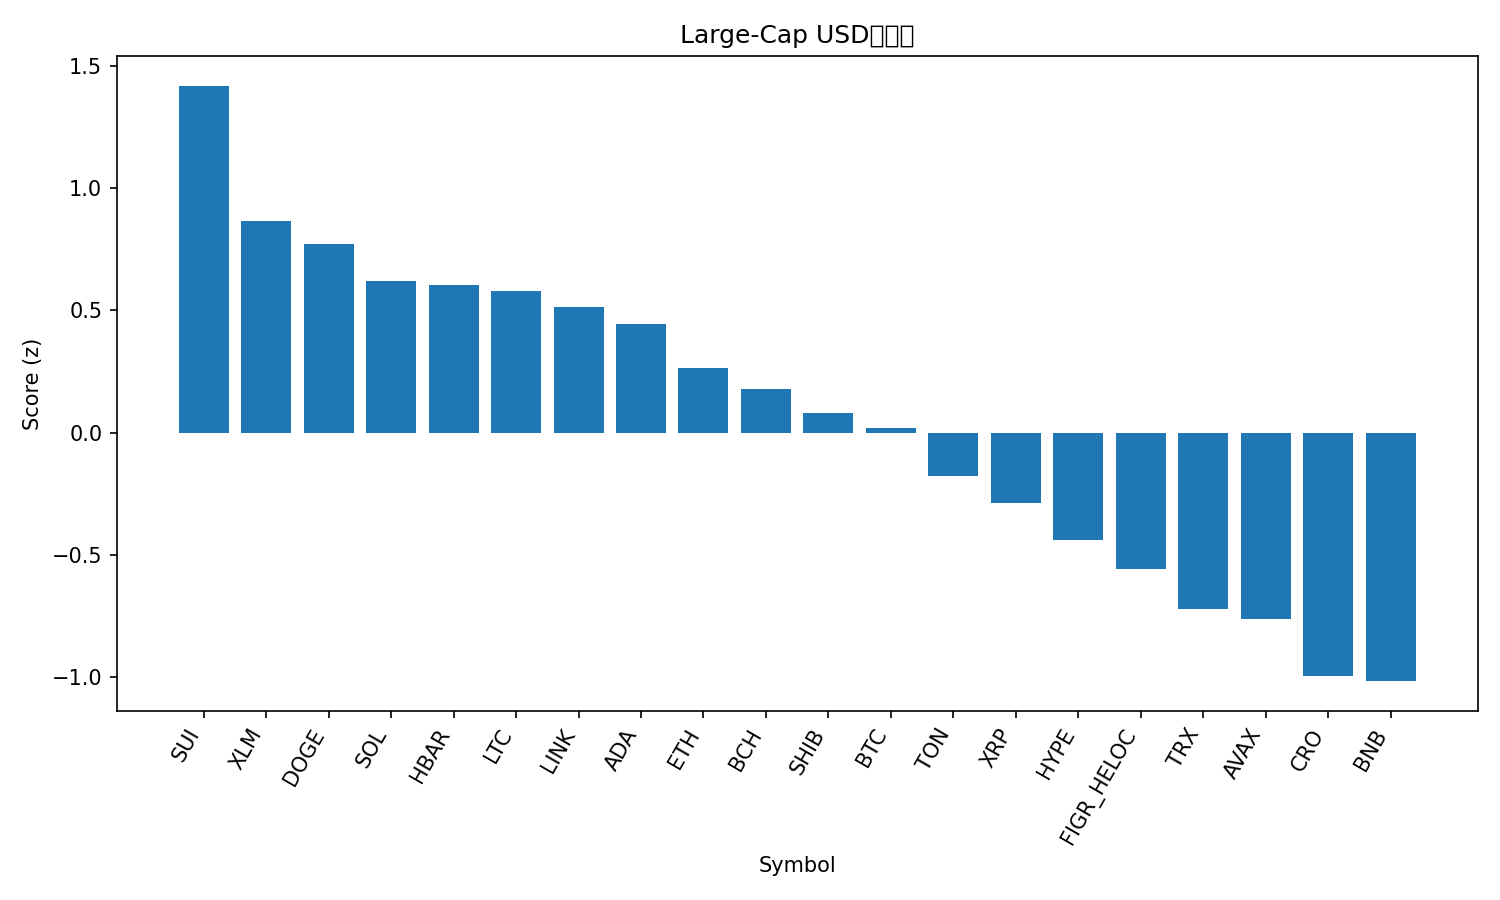 Large-Cap USD
Score (z)
1.5
1.0
0.5
0.0
−0.5
−1.0
SUI
XLM
DOGE
SOL
HBAR
LTC
LINK
ADA
ETH
BCH
SHIB
BTC
TON
XRP
HYPE
FIGR_HELOC
TRX
AVAX
CRO
BNB
Symbol